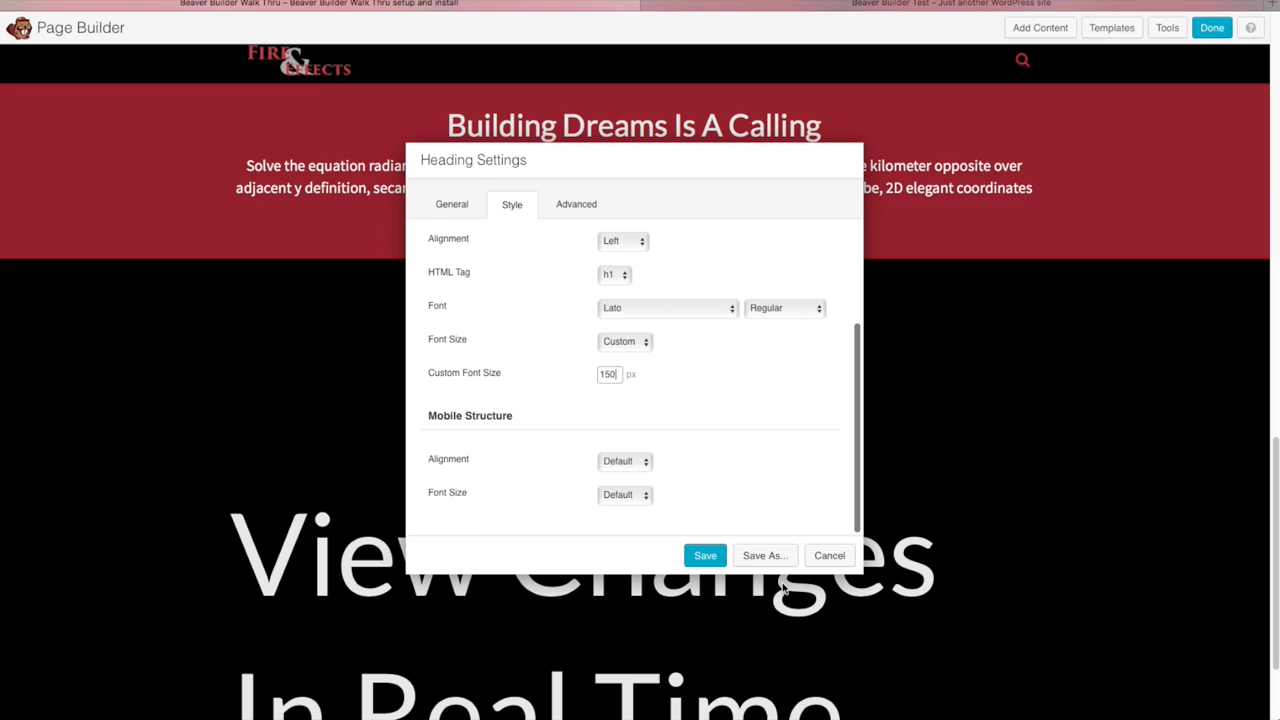 Beaver Builder Walk Thru – Beaver Builder Walk Thru setup and install
Beaver Builder Test – Just another WordPress site
Page Builder
Add Content
Templates
Tools
Done
?
FIRE
&
EFFECTS
Building Dreams Is A Calling
Solve the equation radian
kilometer opposite over
adjacent y definition, secan
be, 2D elegant coordinates
Heading Settings
General
Style
Advanced
Alignment
Left
HTML Tag
h1
Font
Lato
Regular
Font Size
Custom
Custom Font Size
150 px
Mobile Structure
Alignment
Default
Font Size
Default
Save
Save As...
Cancel
View Changes
In Real Time